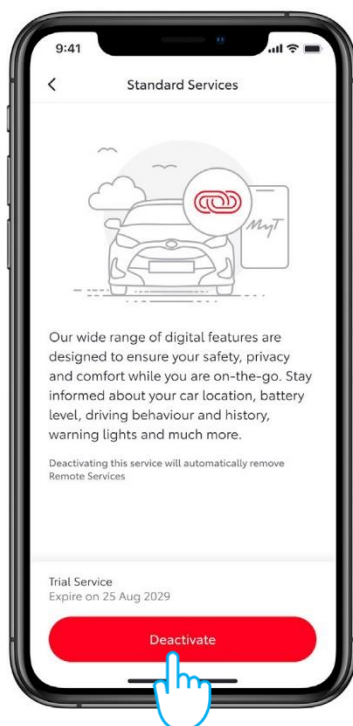 9:41
Standard Services
MyT
Our wide range of digital features are
designed to ensure your safety, privacy
and comfort while you are on-the-go. Stay
informed about your car location, battery
level, driving behaviour and history,
warning lights and much more.
Deactivating this service will automatically remove
Remote Services
Trial Service
Expire on 25 Aug 2029
Deactivate